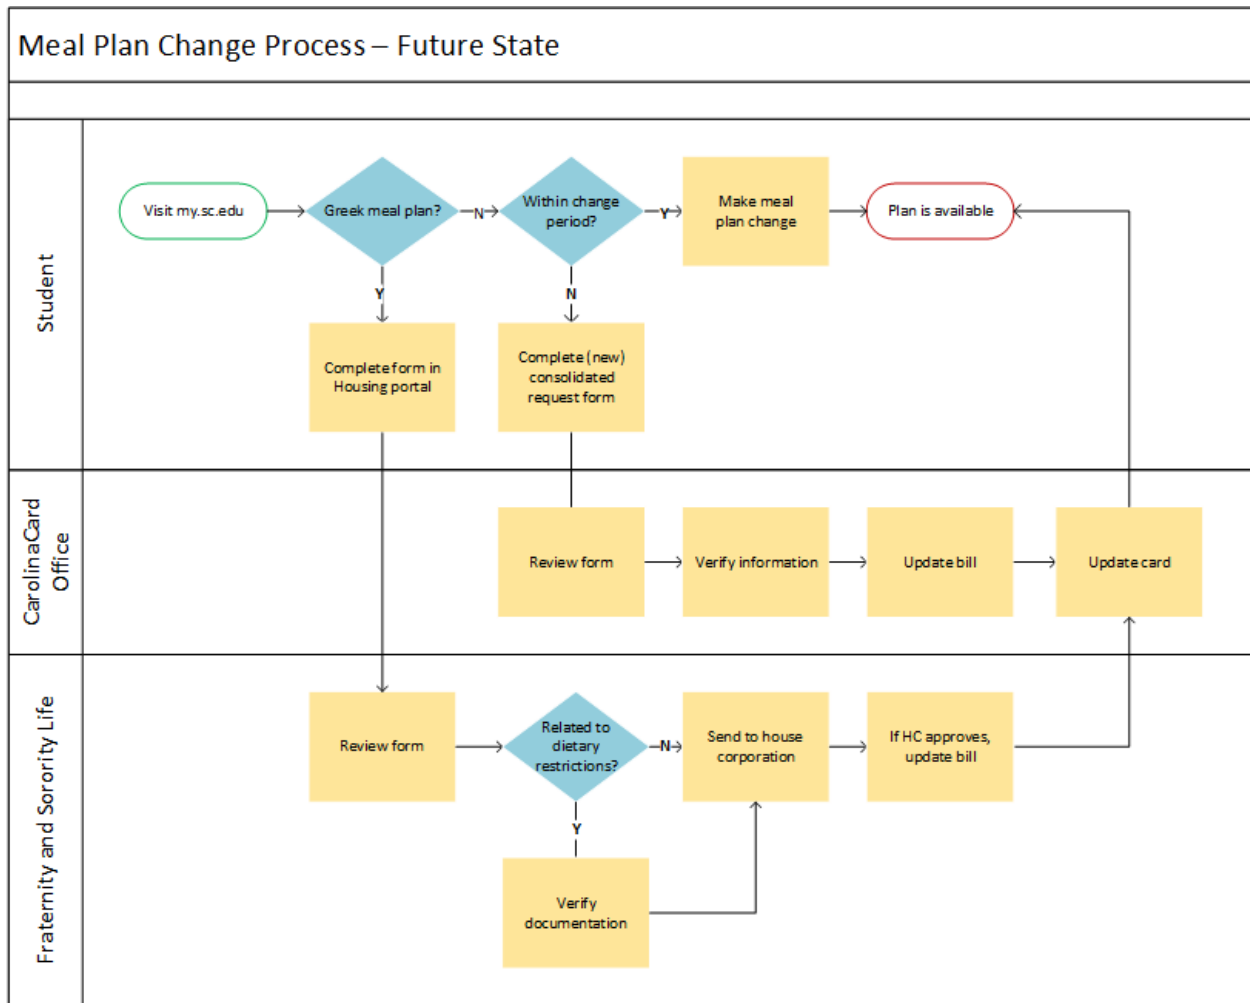 Meal Plan Change Process – Future State
Student
Visit my.sc.edu
Greek meal plan?
N
Within change
period?
Y
Make meal
plan change
Plan is available
Y
N
Complete form in
Housing portal
Complete (new)
consolidated
request form
CarolinaCard
Office
Review form
Verify information
Update bill
Update card
Fraternity and Sorority Life
Review form
Related to
dietary
restrictions?
N
Send to house
corporation
If HC approves,
update bill
Y
Verify
documentation